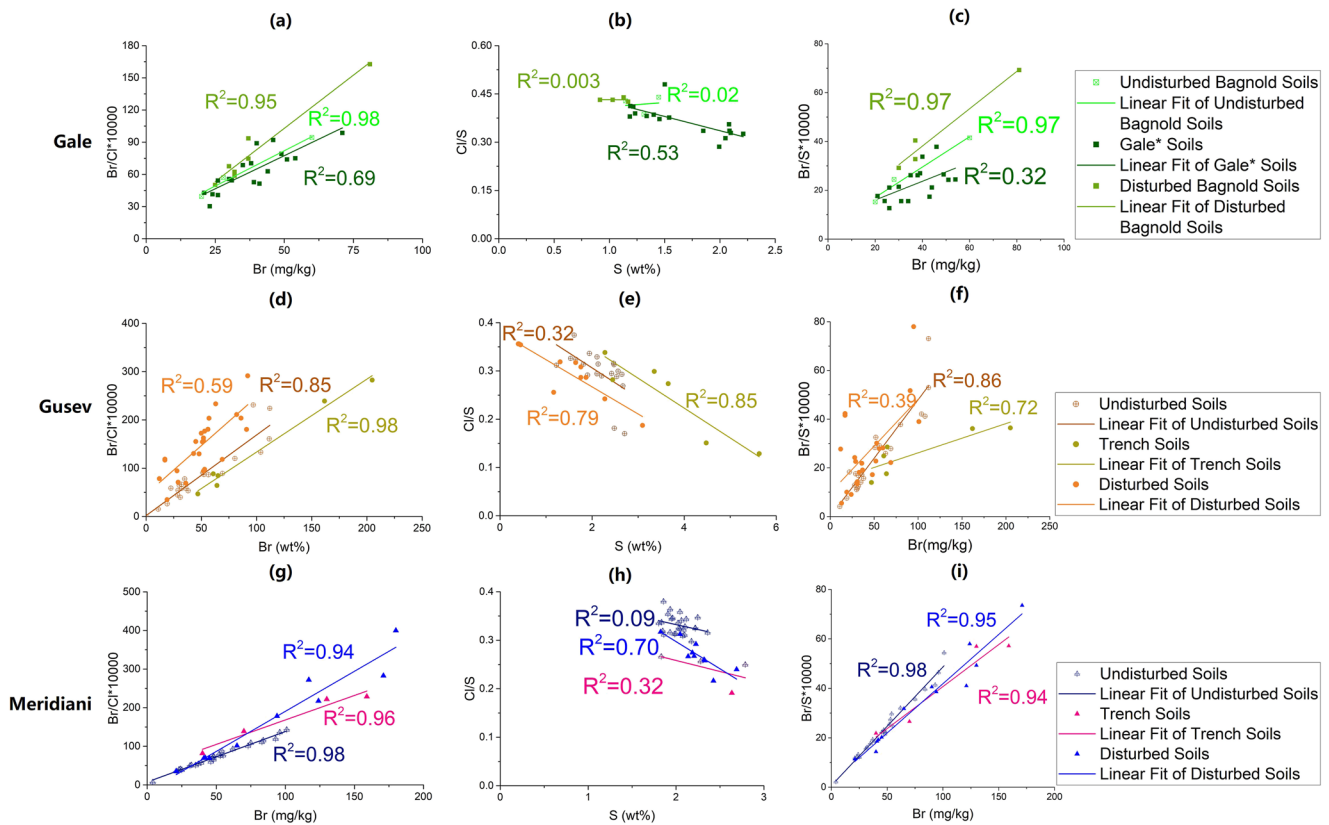 (a)
(b)
(c)
Gale
Br/Cl*10000
180
150
120
90
60
30
0
0
25
50
75
100
Br (mg/kg)
R²=0.95
R²=0.98
R²=0.69
Cl/S
0.60
0.45
0.30
0.15
0.00
0.0
0.5
1.0
1.5
2.0
2.5
S (wt%)
R²=0.003
R²=0.02
R²=0.53
Br/S*10000
80
60
40
20
0
0
20
40
60
80
100
Br (mg/kg)
R²=0.97
R²=0.97
R²=0.32
Undisturbed Bagnold Soils
Linear Fit of Undisturbed
Bagnold Soils
Gale* Soils
Linear Fit of Gale* Soils
Disturbed Bagnold Soils
Linear Fit of Disturbed
Bagnold Soils
(d)
(e)
(f)
Gusev
Br/Cl*10000
400
300
200
100
0
0
50
100
150
200
250
Br (wt%)
R²=0.59
R²=0.85
R²=0.98
Cl/S
0.4
0.3
0.2
0.1
0.0
0
2
4
6
S (wt%)
R²=0.32
R²=0.79
R²=0.85
Br/S*10000
80
60
40
20
0
0
50
100
150
200
250
Br(mg/kg)
R²=0.86
R²=0.39
R²=0.72
Undisturbed Soils
Linear Fit of Undisturbed Soils
Trench Soils
Linear Fit of Trench Soils
Disturbed Soils
Linear Fit of Disturbed Soils
(g)
(h)
(i)
Meridiani
Br/Cl*10000
500
400
300
200
100
0
0
50
100
150
200
Br (mg/kg)
R²=0.94
R²=0.96
R²=0.98
Cl/S
0.4
0.3
0.2
0.1
0.0
0
1
2
3
S (wt%)
R²=0.09
R²=0.70
R²=0.32
Br/S*10000
80
60
40
20
0
0
50
100
150
200
Br (mg/kg)
R²=0.95
R²=0.98
R²=0.94
Undisturbed Soils
Linear Fit of Undisturbed Soils
Trench Soils
Linear Fit of Trench Soils
Disturbed Soils
Linear Fit of Disturbed Soils